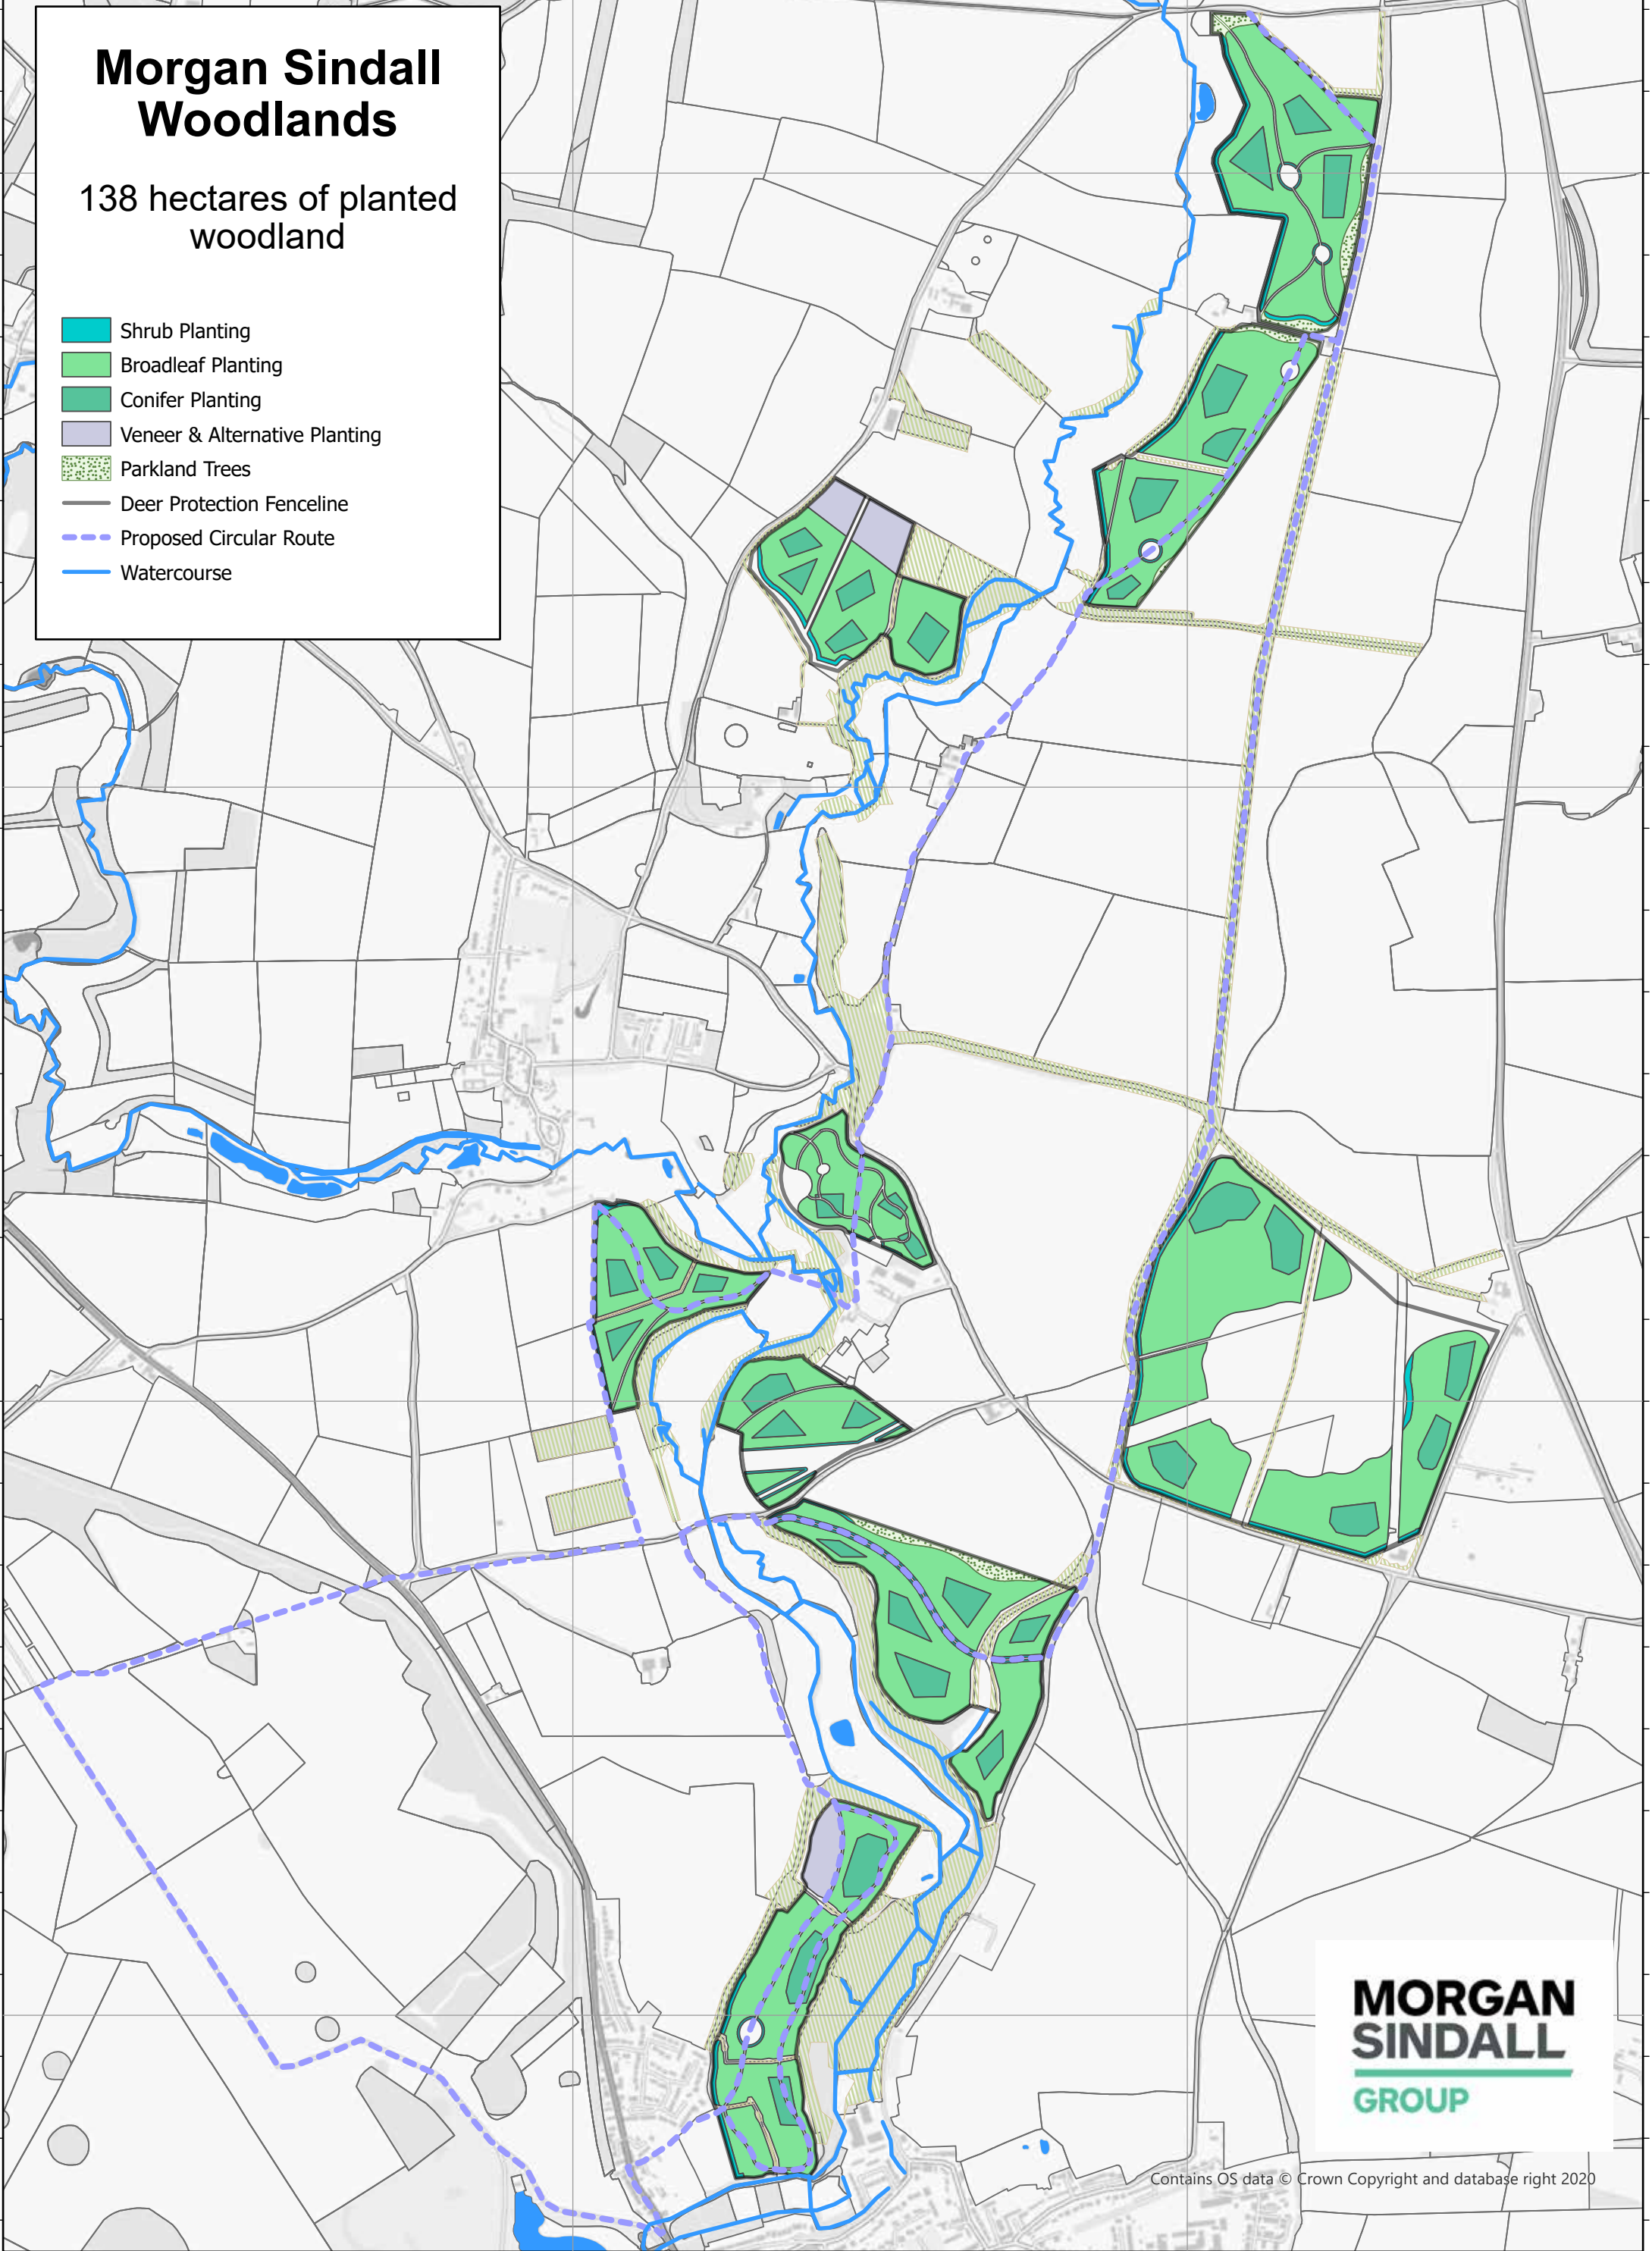 Morgan Sindall
Woodlands
138 hectares of planted
woodland
Shrub Planting
Broadleaf Planting
Conifer Planting
Veneer & Alternative Planting
Parkland Trees
Deer Protection Fenceline
Proposed Circular Route
Watercourse
MORGAN
SINDALL
GROUP
Contains OS data © Crown Copyright and database right 2020